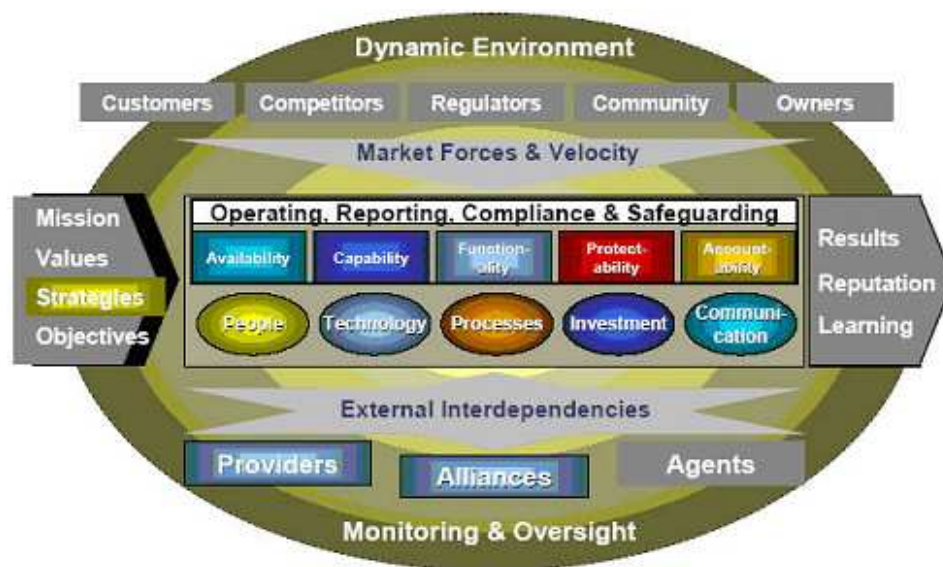 Dynamic Environment
Customers
Competitors
Regulators
Community
Owners
Market Forces & Velocity
Mission
Values
Strategies
Objectives
Operating, Reporting, Compliance & Safeguarding
Availability
Capability
Function-
ality
Protect-
ability
Account-
ability
People
Technology
Processes
Investment
Communi-
cation
Results
Reputation
Learning
External Interdependencies
Providers
Alliances
Agents
Monitoring & Oversight